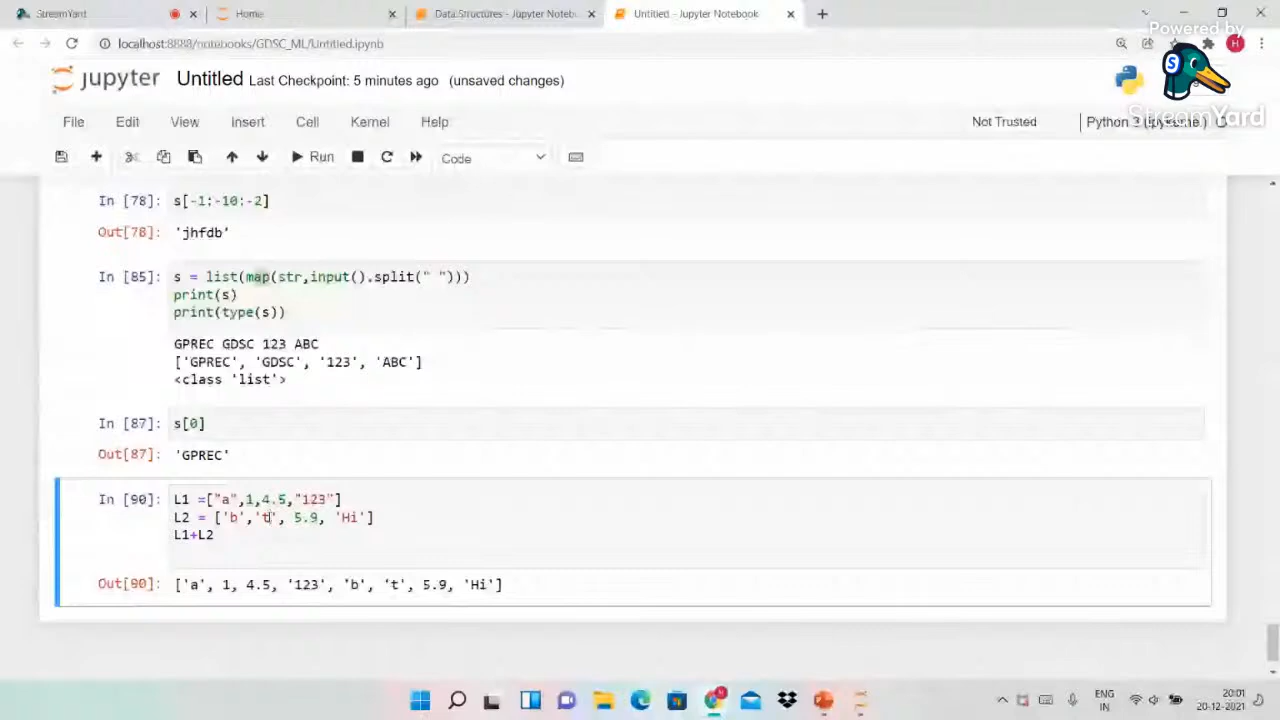 StreamYard
Home
Data Structures - Jupyter Noteb
Untitled - Jupyter Notebook
Powered by
localhost:8888/notebooks/GDSC_ML/Untitled.ipynb
H
jupyter Untitled Last Checkpoint: 5 minutes ago (unsaved changes)
StreamYard
File Edit View Insert Cell Kernel Help
Not Trusted
Python 3
Run
Code
In [78]: s[-1:-10:-2]
Out[78]: 'jhfdb'
In [85]: s = list(map(str,input().split(" ")))
print(s)
print(type(s))
GPREC GDSC 123 ABC
['GPREC', 'GDSC', '123', 'ABC']
<class 'list'>
In [87]: s[0]
Out[87]: 'GPREC'
In [90]: L1 =["a",1,4.5,"123"]
L2 = ['b','t', 5.9, 'Hi']
L1+L2
Out[90]: ['a', 1, 4.5, '123', 'b', 't', 5.9, 'Hi']
ENG
IN
20:01
20-12-2021